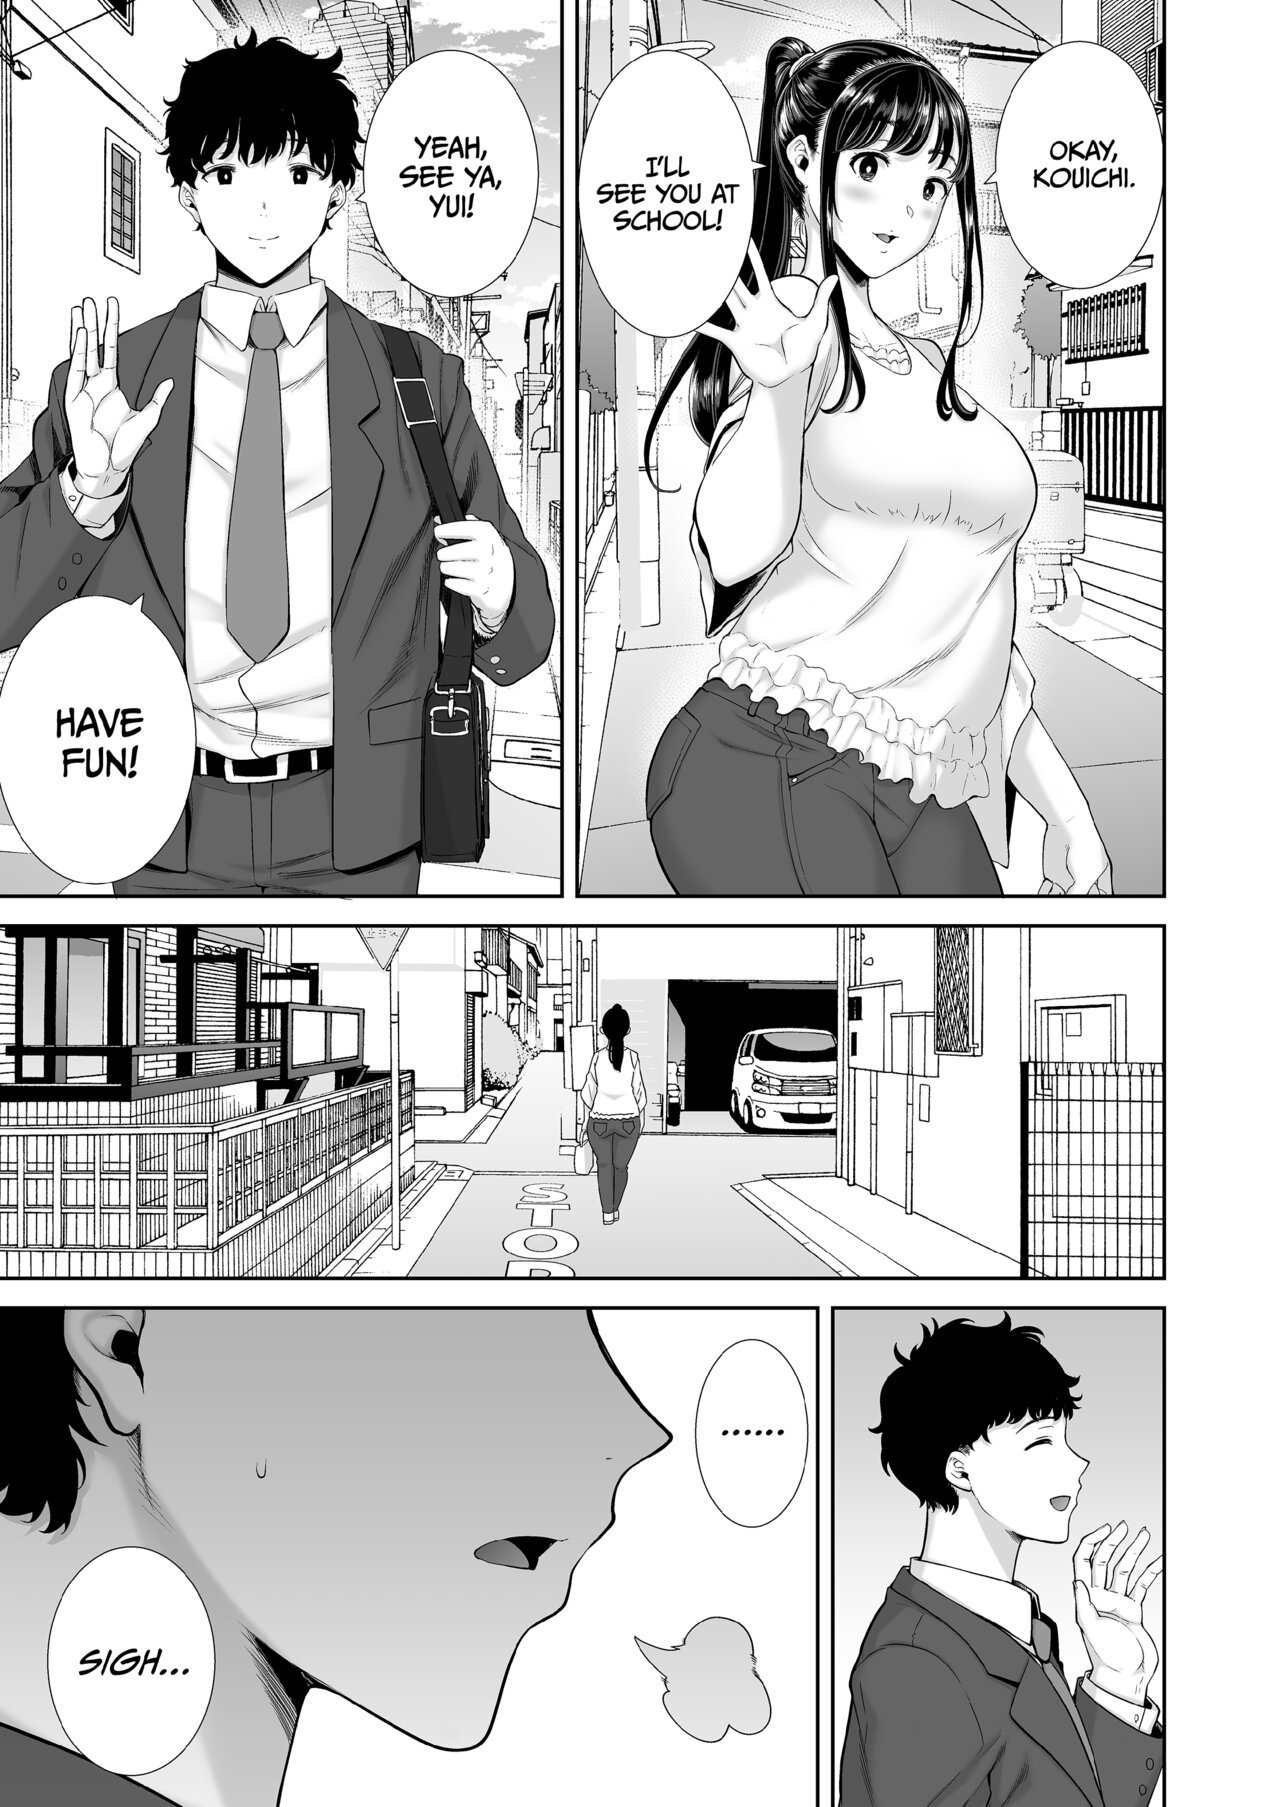 OKAY,
KOUICHI.
I'LL
SEE YOU AT
SCHOOL!
YEAH,
SEE YA,
YUI!
HAVE
FUN!
STOP
......
SIGH...